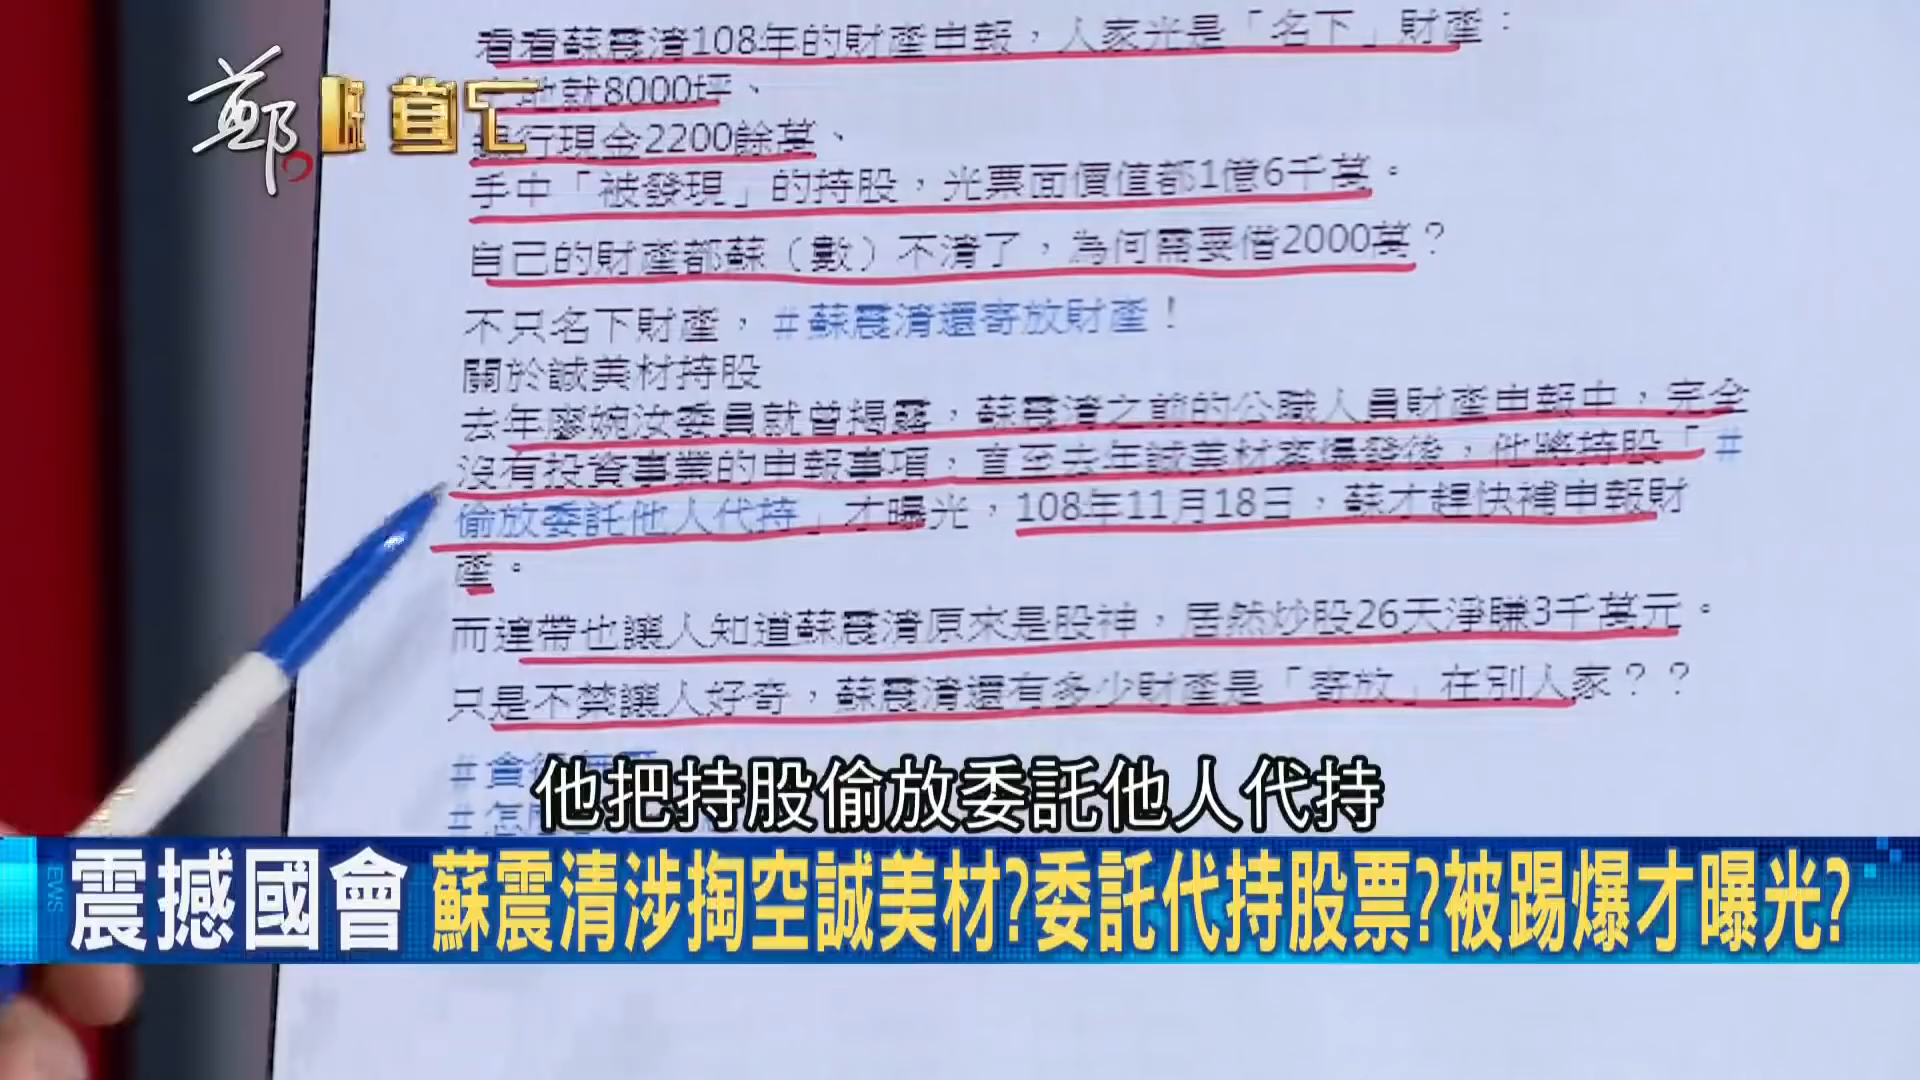 看看蘇震清108年的財產申報，人家光是「名下」財產：
鄭
地就8000坪、
行現金2200餘萬、
手中「被發現」的持股，光票面價值都1億6千萬。
自己的財產都蘇（數）不清了，為何需要借2000萬？
不只名下財產，#蘇震清還寄放財產！
關於誠美材持股
去年廖婉汝委員就曾揭露，蘇震清之前的公職人員財產申報中，完全
沒有投資事業的申報事項，直至去年誠美材案爆發後，他將持股「#
偷放委託他人代持」才曝光，108年11月18日，蘇才趕快補申報財
產。
而連帶也讓人知道蘇震清原來是股神，居然炒股26天淨賺3千萬元。
只是不禁讓人好奇，蘇震清還有多少財產是「寄放」在別人家？？
他把持股偷放委託他人代持
震撼國會 蘇震清涉掏空誠美材?委託代持股票?被踢爆才曝光?